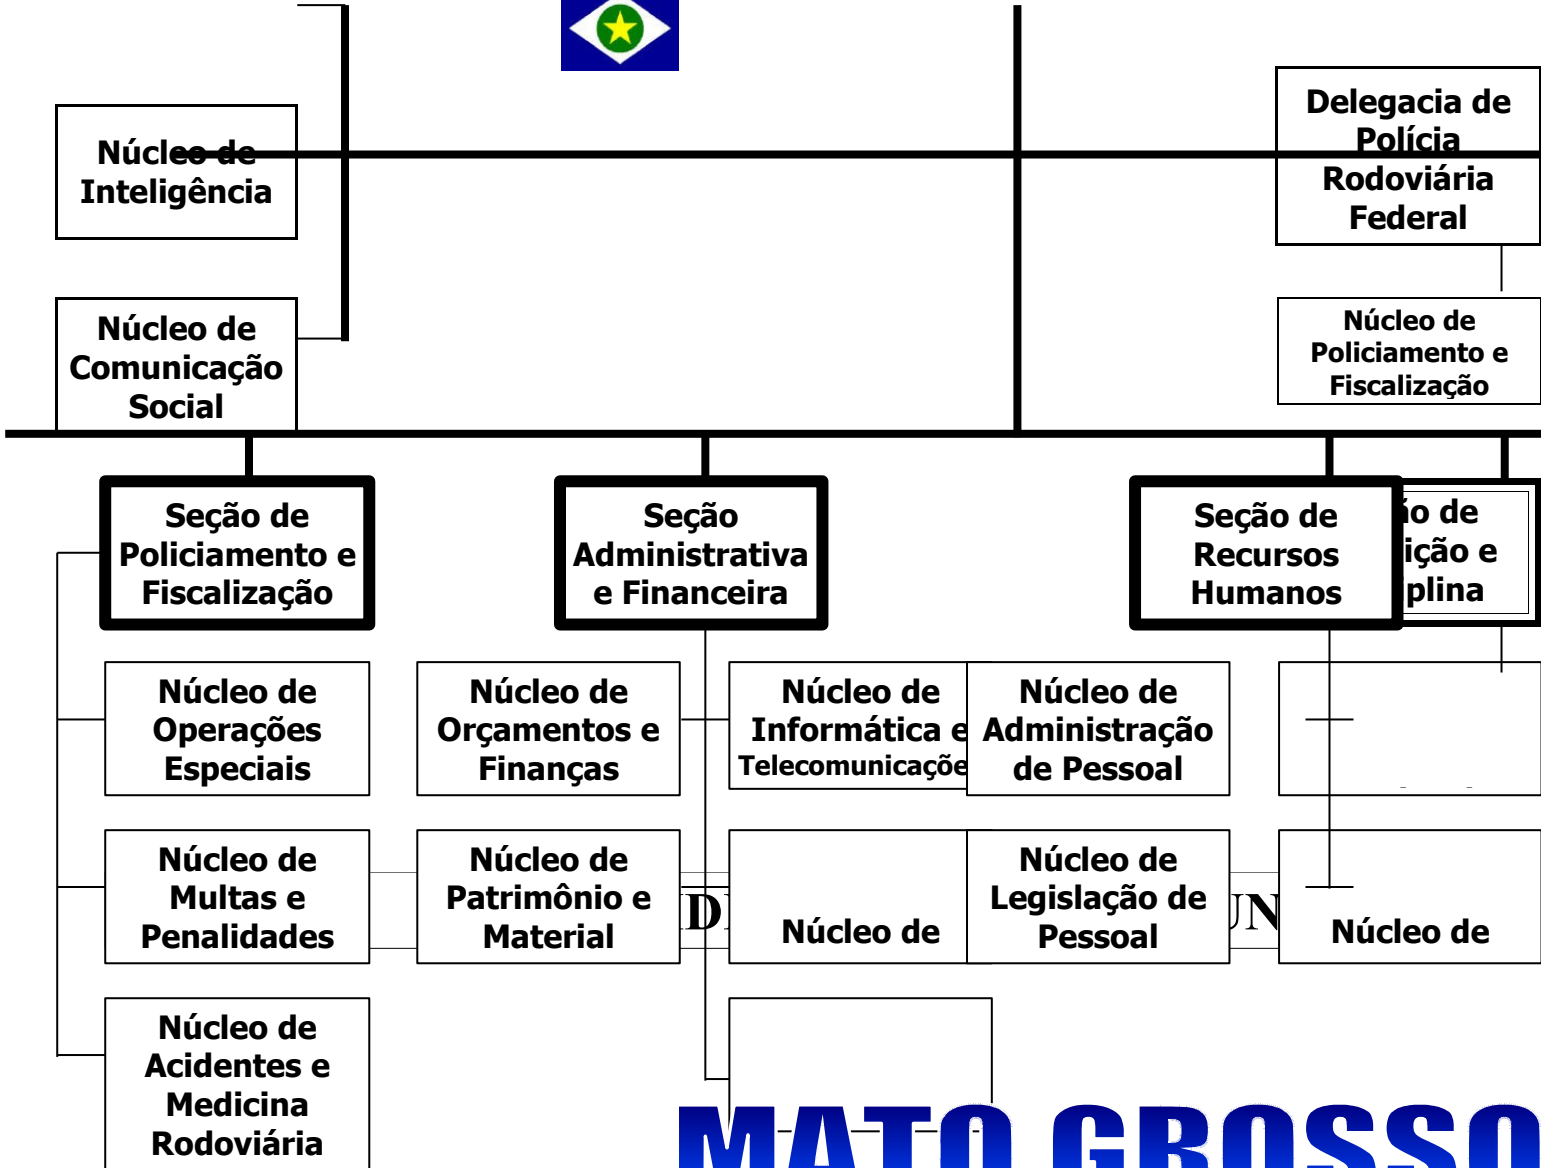 Núcleo de
Inteligência
Delegacia de
Polícia
Rodoviária
Federal
Núcleo de
Comunicação
Social
Núcleo de
Policiamento e
Fiscalização
Seção de
Policiamento e
Fiscalização
Seção
Administrativa
e Financeira
Seção de
Recursos
Humanos
de
e
Núcleo de
Operações
Especiais
Núcleo de
Orçamentos e
Finanças
Núcleo de
Informática e
Núcleo de
Administração
de Pessoal
Núcleo de
Multas e
Penalidades
Núcleo de
Patrimônio e
Material
Núcleo de
Núcleo de
Legislação de
Pessoal
Núcleo de
Núcleo de
Acidentes e
Medicina
Rodoviária
MATO GROSSO